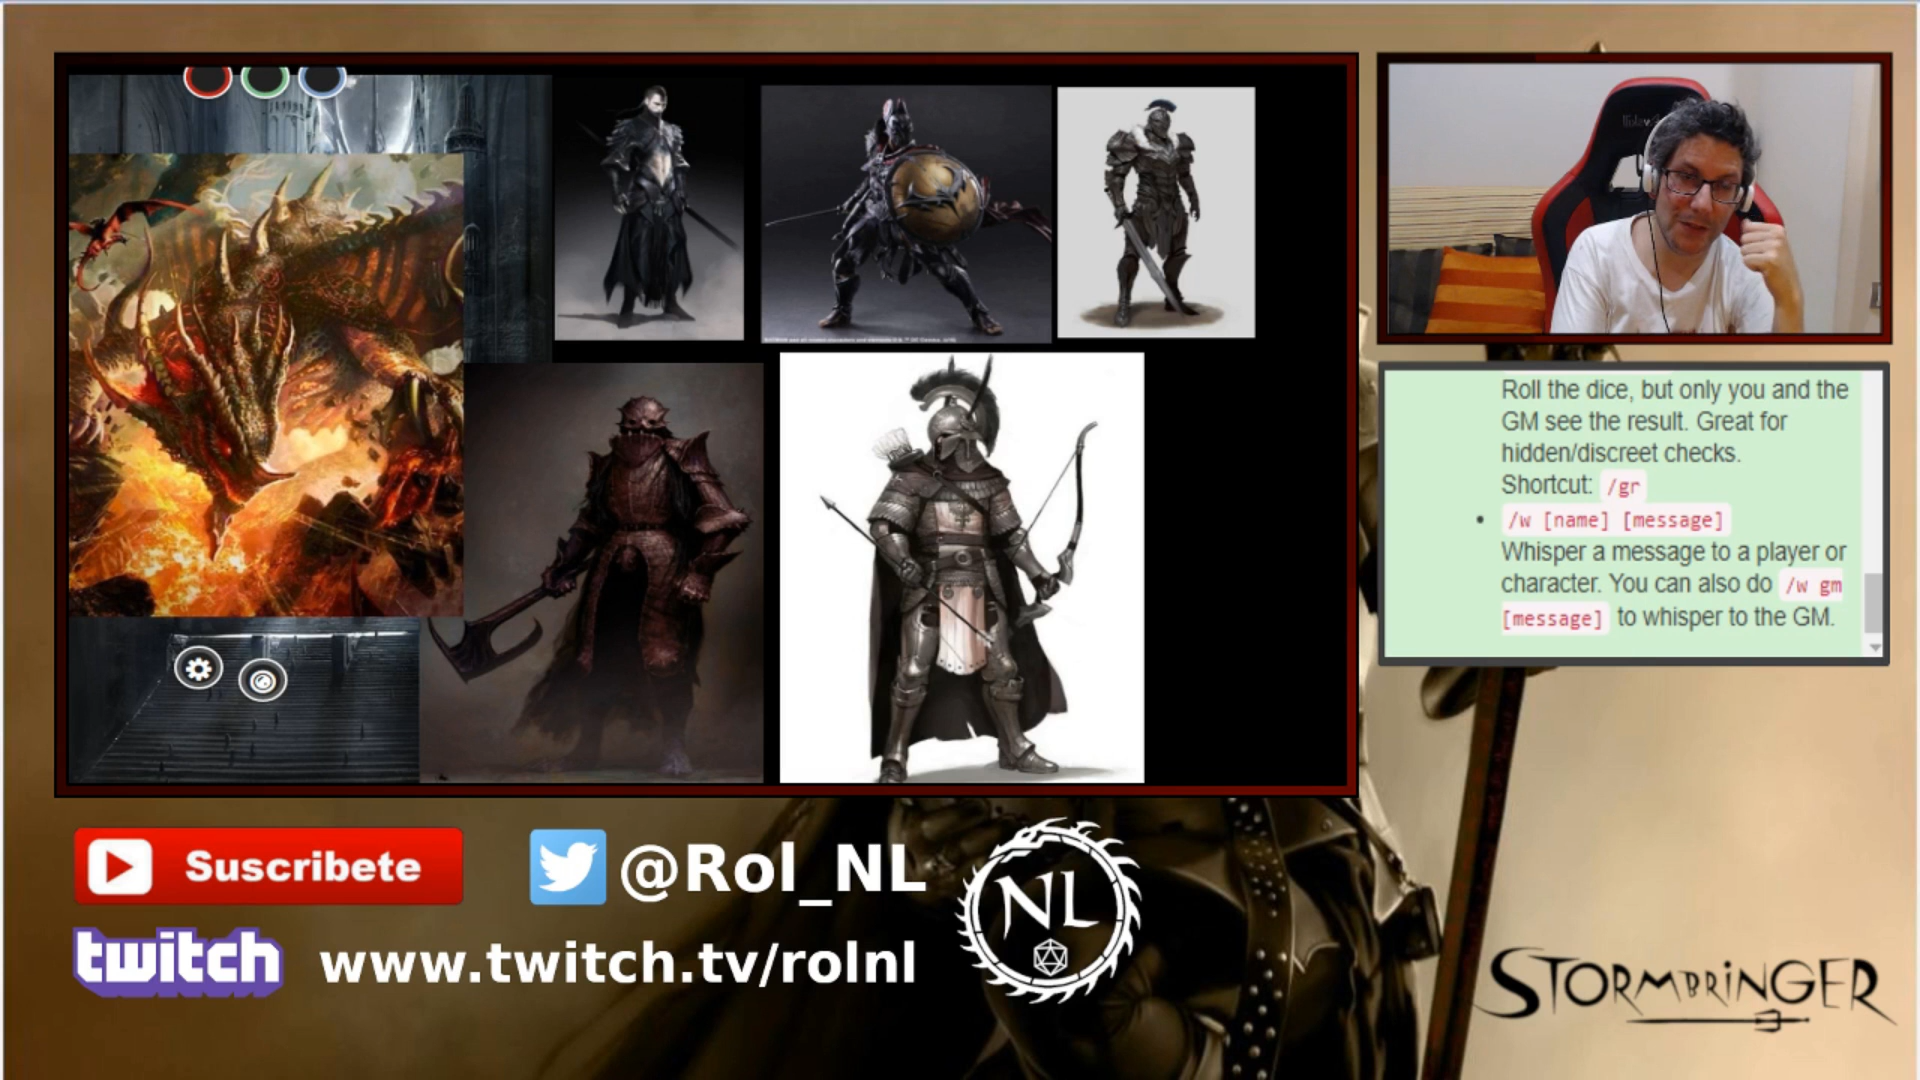 Roll the dice, but only you and the
GM see the result. Great for
hidden/discreet checks.
Shortcut: /gr
• /w [name] [message]
Whisper a message to a player or
character. You can also do /w gm
[message] to whisper to the GM.
Suscribete
@Rol_NL
NL
twitch
www.twitch.tv/rolnl
STORMBRINGER